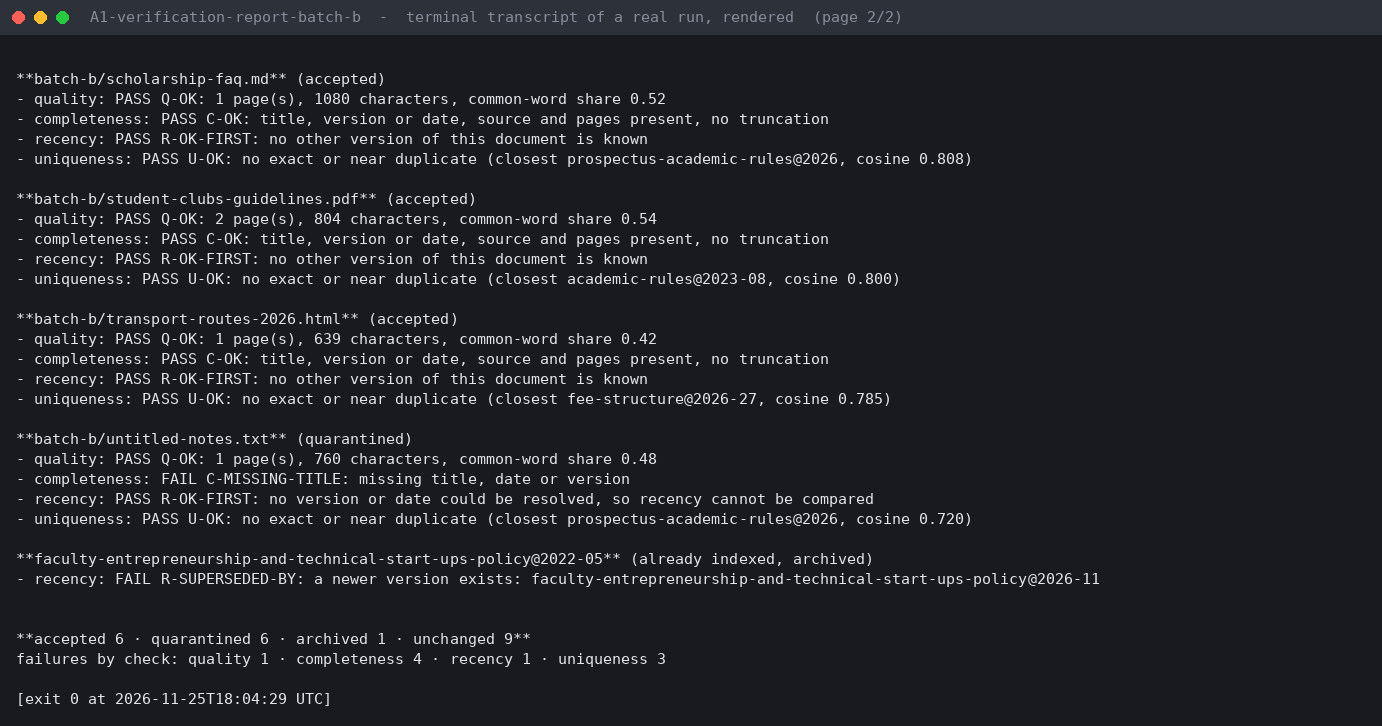 A1-verification-report-batch-b  -  terminal transcript of a real run, rendered  (page 2/2)
**batch-b/scholarship-faq.md** (accepted)
- quality: PASS Q-OK: 1 page(s), 1080 characters, common-word share 0.52
- completeness: PASS C-OK: title, version or date, source and pages present, no truncation
- recency: PASS R-OK-FIRST: no other version of this document is known
- uniqueness: PASS U-OK: no exact or near duplicate (closest prospectus-academic-rules@2026, cosine 0.808)
**batch-b/student-clubs-guidelines.pdf** (accepted)
- quality: PASS Q-OK: 2 page(s), 804 characters, common-word share 0.54
- completeness: PASS C-OK: title, version or date, source and pages present, no truncation
- recency: PASS R-OK-FIRST: no other version of this document is known
- uniqueness: PASS U-OK: no exact or near duplicate (closest academic-rules@2023-08, cosine 0.800)
**batch-b/transport-routes-2026.html** (accepted)
- quality: PASS Q-OK: 1 page(s), 639 characters, common-word share 0.42
- completeness: PASS C-OK: title, version or date, source and pages present, no truncation
- recency: PASS R-OK-FIRST: no other version of this document is known
- uniqueness: PASS U-OK: no exact or near duplicate (closest fee-structure@2026-27, cosine 0.785)
**batch-b/untitled-notes.txt** (quarantined)
- quality: PASS Q-OK: 1 page(s), 760 characters, common-word share 0.48
- completeness: FAIL C-MISSING-TITLE: missing title, date or version
- recency: PASS R-OK-FIRST: no version or date could be resolved, so recency cannot be compared
- uniqueness: PASS U-OK: no exact or near duplicate (closest prospectus-academic-rules@2026, cosine 0.720)
**faculty-entrepreneurship-and-technical-start-ups-policy@2022-05** (already indexed, archived)
- recency: FAIL R-SUPERSEDED-BY: a newer version exists: faculty-entrepreneurship-and-technical-start-ups-policy@2026-11
**accepted 6 · quarantined 6 · archived 1 · unchanged 9**
failures by check: quality 1 · completeness 4 · recency 1 · uniqueness 3
[exit 0 at 2026-11-25T18:04:29 UTC]